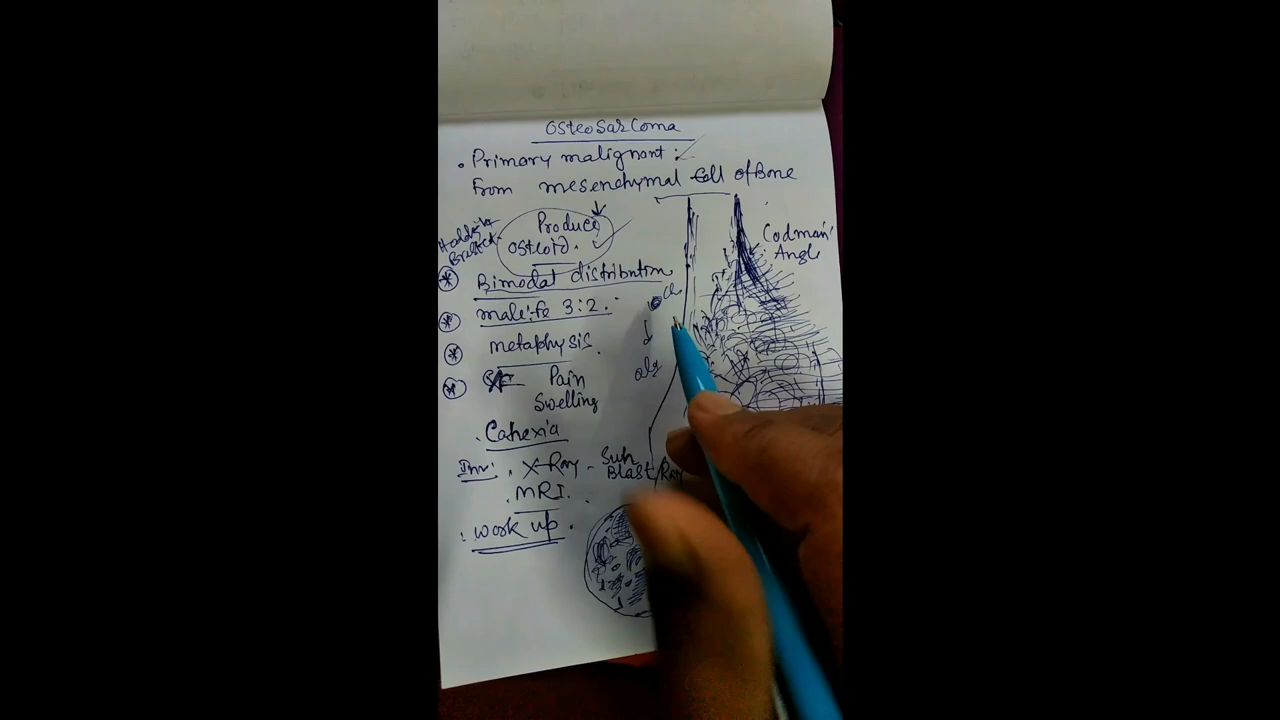 OsteoSarComa
. Primary malignant :
From mesenchymal Cell of Bone
Produce
osteoid.
Codman'
Angle
Bimodal distribution
male:fe 3:2.
metaphysis.
Pain
Swelling
. Cahexia
Inv: . X-Ray - Sun
Blast/Ray
. MRI.
: work up .